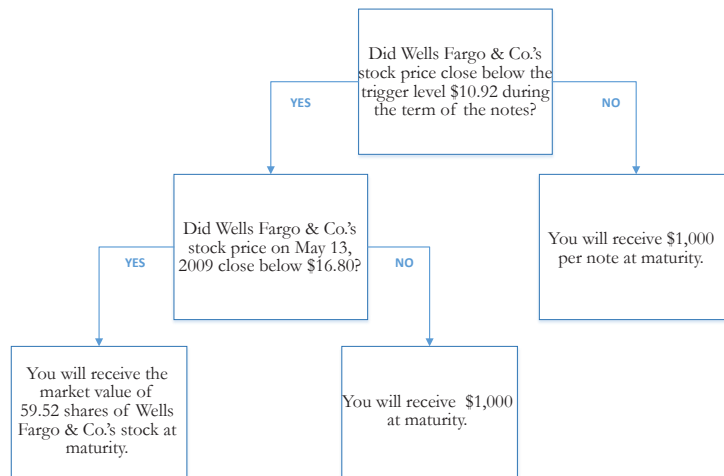 Did Wells Fargo & Co.'s
stock price close below the
trigger level $10.92 during
the term of the notes?
YES
NO
Did Wells Fargo & Co.'s
stock price on May 13,
2009 close below $16.80?
You will receive $1,000
per note at maturity.
YES
NO
You will receive the
market value of
59.52 shares of Wells
Fargo & Co.'s stock at
maturity.
You will receive $1,000
at maturity.